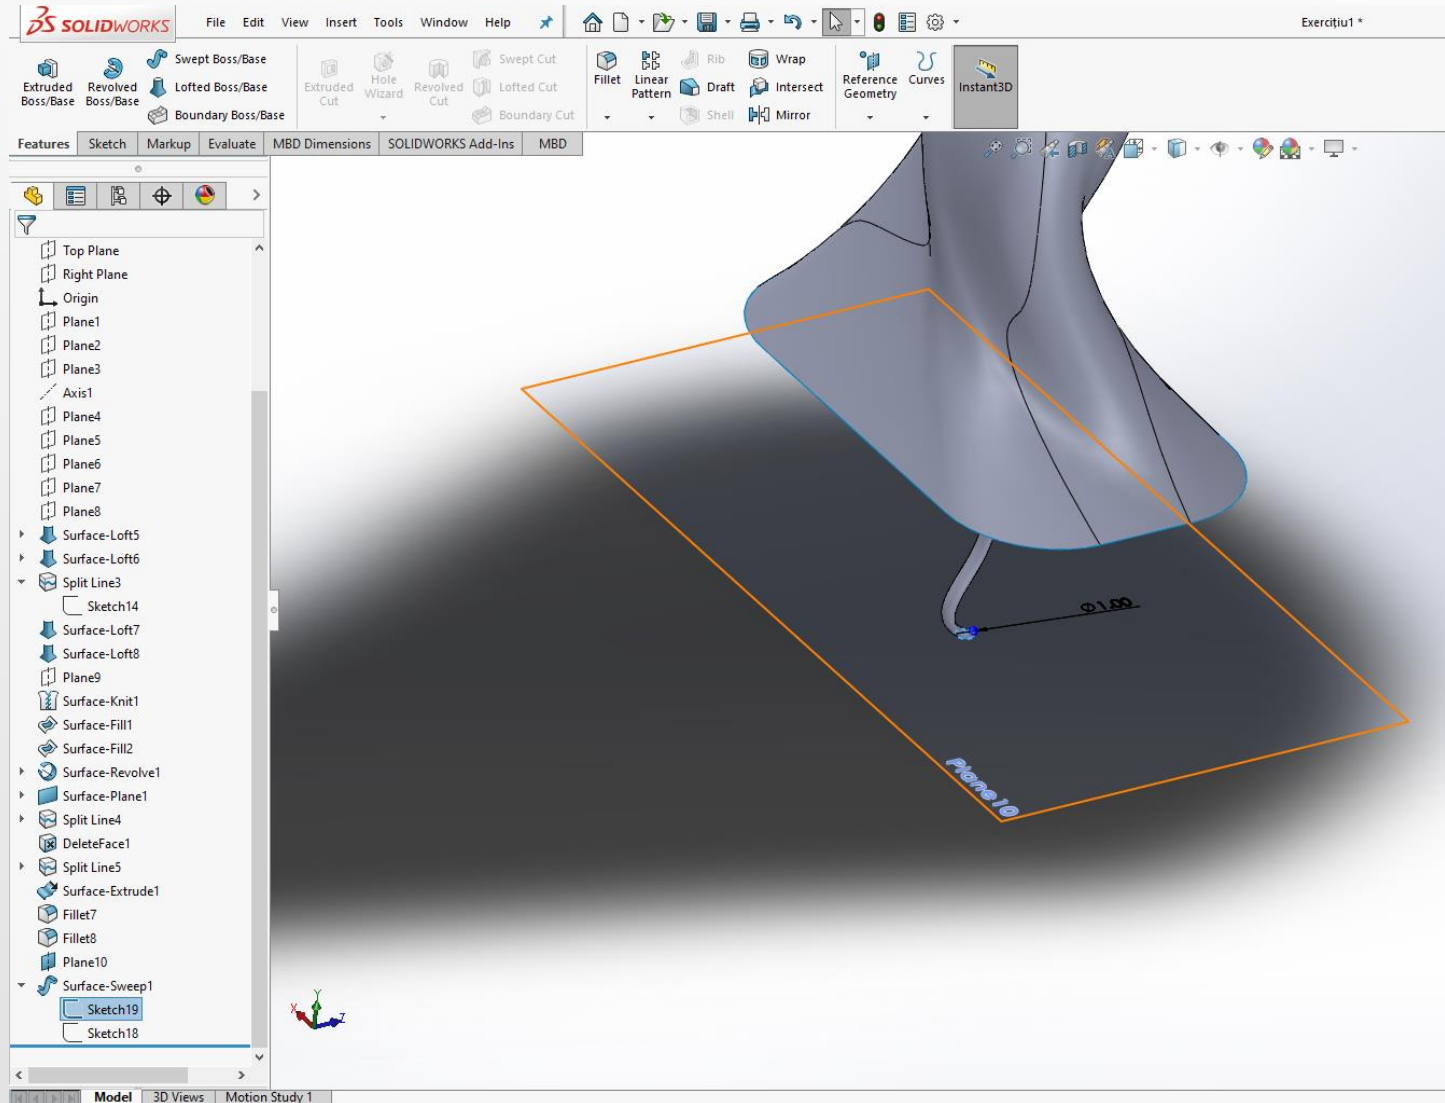 SOLIDWORKS File Edit View Insert Tools Window Help Exercițiu1 *
Extruded Boss/Base
Revolved Boss/Base
Swept Boss/Base
Lofted Boss/Base
Boundary Boss/Base
Extruded Cut
Hole Wizard
Revolved Cut
Swept Cut
Lofted Cut
Boundary Cut
Fillet
Linear Pattern
Rib
Draft
Shell
Wrap
Intersect
Mirror
Reference Geometry
Curves
Instant3D
Features Sketch Markup Evaluate MBD Dimensions SOLIDWORKS Add-Ins MBD
Top Plane
Right Plane
Origin
Plane1
Plane2
Plane3
Axis1
Plane4
Plane5
Plane6
Plane7
Plane8
Surface-Loft5
Surface-Loft6
Split Line3
Sketch14
Surface-Loft7
Surface-Loft8
Plane9
Surface-Knit1
Surface-Fill1
Surface-Fill2
Surface-Revolve1
Surface-Plane1
Split Line4
DeleteFace1
Split Line5
Surface-Extrude1
Fillet7
Fillet8
Plane10
Surface-Sweep1
Sketch19
Sketch18
Ø1.00
Plane10
X Y Z
Model 3D Views Motion Study 1